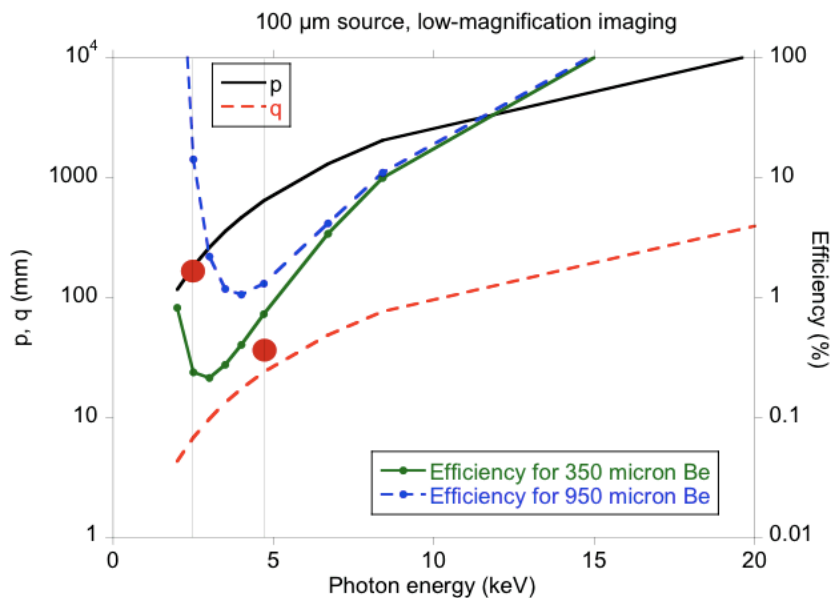 100 μm source, low-magnification imaging
10⁴
1000
100
10
1
p, q (mm)
p
q
100
10
1
0.1
0.01
Efficiency (%)
Efficiency for 350 micron Be
Efficiency for 950 micron Be
0
5
10
15
20
Photon energy (keV)